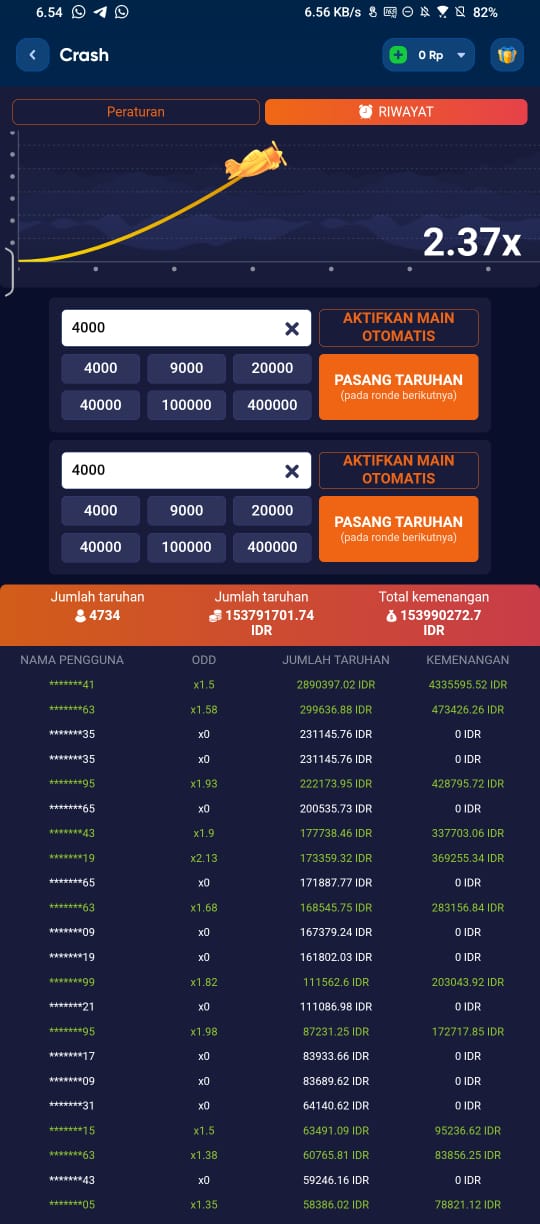 6.54 6.56 KB/s 82%
Crash 0 Rp
Peraturan RIWAYAT
2.37x
4000 AKTIFKAN MAIN OTOMATIS
4000 9000 20000 PASANG TARUHAN
(pada ronde berikutnya)
40000 100000 400000
4000 AKTIFKAN MAIN OTOMATIS
4000 9000 20000 PASANG TARUHAN
(pada ronde berikutnya)
40000 100000 400000
Jumlah taruhan Jumlah taruhan Total kemenangan
4734 153791701.74 153990272.7
IDR IDR
NAMA PENGGUNA ODD JUMLAH TARUHAN KEMENANGAN
*******41 x1.5 2890397.02 IDR 4335595.52 IDR
*******63 x1.58 299636.88 IDR 473426.26 IDR
*******35 x0 231145.76 IDR 0 IDR
*******35 x0 231145.76 IDR 0 IDR
*******95 x1.93 222173.95 IDR 428795.72 IDR
*******65 x0 200535.73 IDR 0 IDR
*******43 x1.9 177738.46 IDR 337703.06 IDR
*******19 x2.13 173359.32 IDR 369255.34 IDR
*******65 x0 171887.77 IDR 0 IDR
*******63 x1.68 168545.75 IDR 283156.84 IDR
*******09 x0 167379.24 IDR 0 IDR
*******19 x0 161802.03 IDR 0 IDR
*******99 x1.82 111562.6 IDR 203043.92 IDR
*******21 x0 111086.98 IDR 0 IDR
*******95 x1.98 87231.25 IDR 172717.85 IDR
*******17 x0 83933.66 IDR 0 IDR
*******09 x0 83689.62 IDR 0 IDR
*******31 x0 64140.62 IDR 0 IDR
*******15 x1.5 63491.09 IDR 95236.62 IDR
*******63 x1.38 60765.81 IDR 83856.25 IDR
*******43 x0 59246.16 IDR 0 IDR
*******05 x1.35 58386.02 IDR 78821.12 IDR